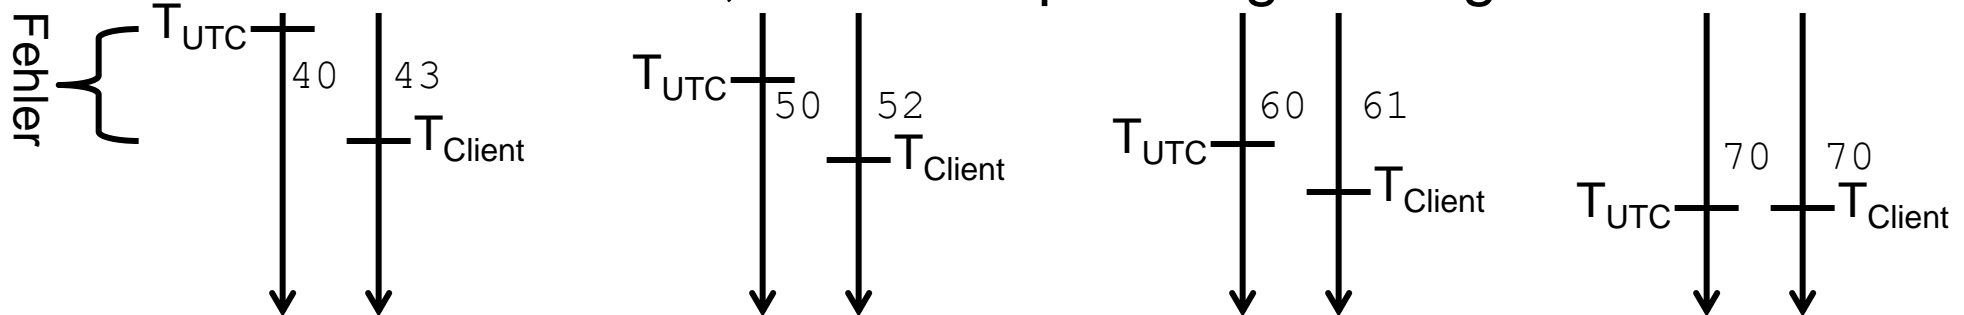 Fehler
T_UTC
40
43
T_Client
T_UTC
50
52
T_Client
T_UTC
60
61
T_Client
T_UTC
70
70
T_Client